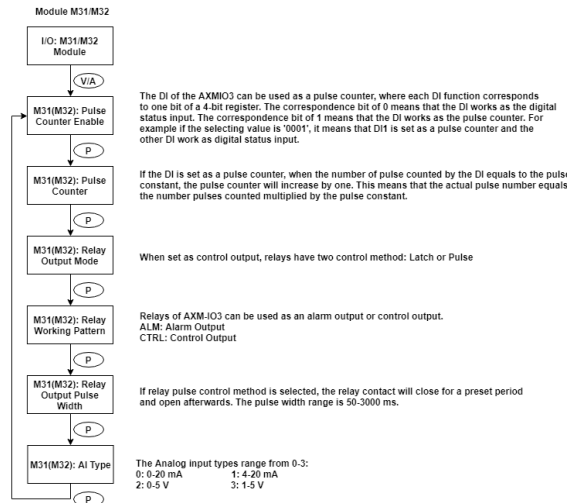 Module M31/M32
I/O: M31/M32
Module
V/A
M31(M32): Pulse
Counter Enable
The DI of the AXMIO3 can be used as a pulse counter, where each DI function corresponds
to one bit of a 4-bit register. The correspondence bit of 0 means that the DI works as the digital
status input. The correspondence bit of 1 means that the DI works as the pulse counter. For
example if the selecting value is '0001', it means that DI1 is set as a pulse counter and the
other DI work as digital status input.
P
M31(M32): Pulse
Counter
If the DI is set as a pulse counter, when the number of pulse counted by the DI equals to the pulse
constant, the pulse counter will increase by one. This means that the actual pulse number equals
the number pulses counted multiplied by the pulse constant.
P
M31(M32): Relay
Output Mode
When set as control output, relays have two control method: Latch or Pulse
P
M31(M32): Relay
Working Pattern
Relays of AXM-IO3 can be used as an alarm output or control output.
ALM: Alarm Output
CTRL: Control Output
P
M31(M32): Relay
Output Pulse
Width
If relay pulse control method is selected, the relay contact will close for a preset period
and open afterwards. The pulse width range is 50-3000 ms.
P
M31(M32): AI Type
The Analog input types range from 0-3:
0: 0-20 mA 1: 4-20 mA
2: 0-5 V 3: 1-5 V
P